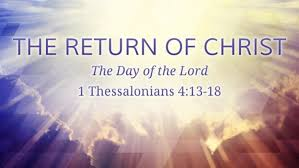 THE RETURN OF CHRIST
The Day of the Lord
1 Thessalonians 4:13-18